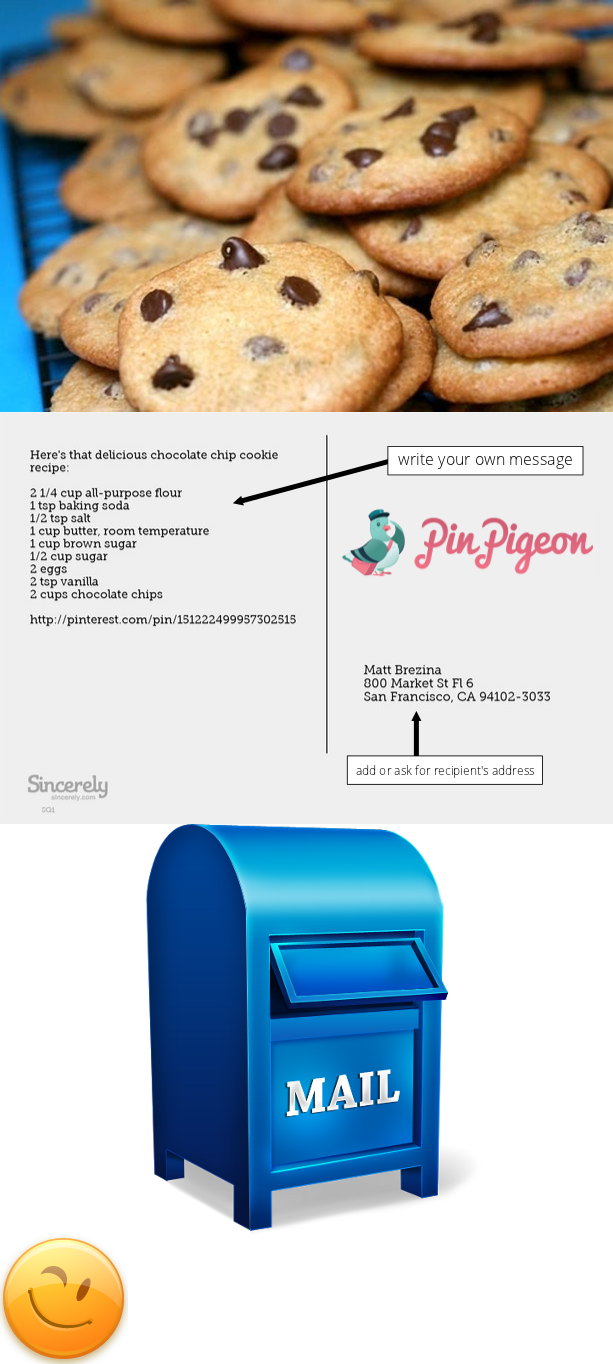 Here's that delicious chocolate chip cookie
recipe:
2 1/4 cup all-purpose flour
1 tsp baking soda
1/2 tsp salt
1 cup butter, room temperature
1 cup brown sugar
1/2 cup sugar
2 eggs
2 tsp vanilla
2 cups chocolate chips
http://pinterest.com/pin/151222499957302515
Sincerely
sincerely.com
SQ1
write your own message
PinPigeon
Matt Brezina
800 Market St Fl 6
San Francisco, CA 94102-3033
add or ask for recipient's address
MAIL